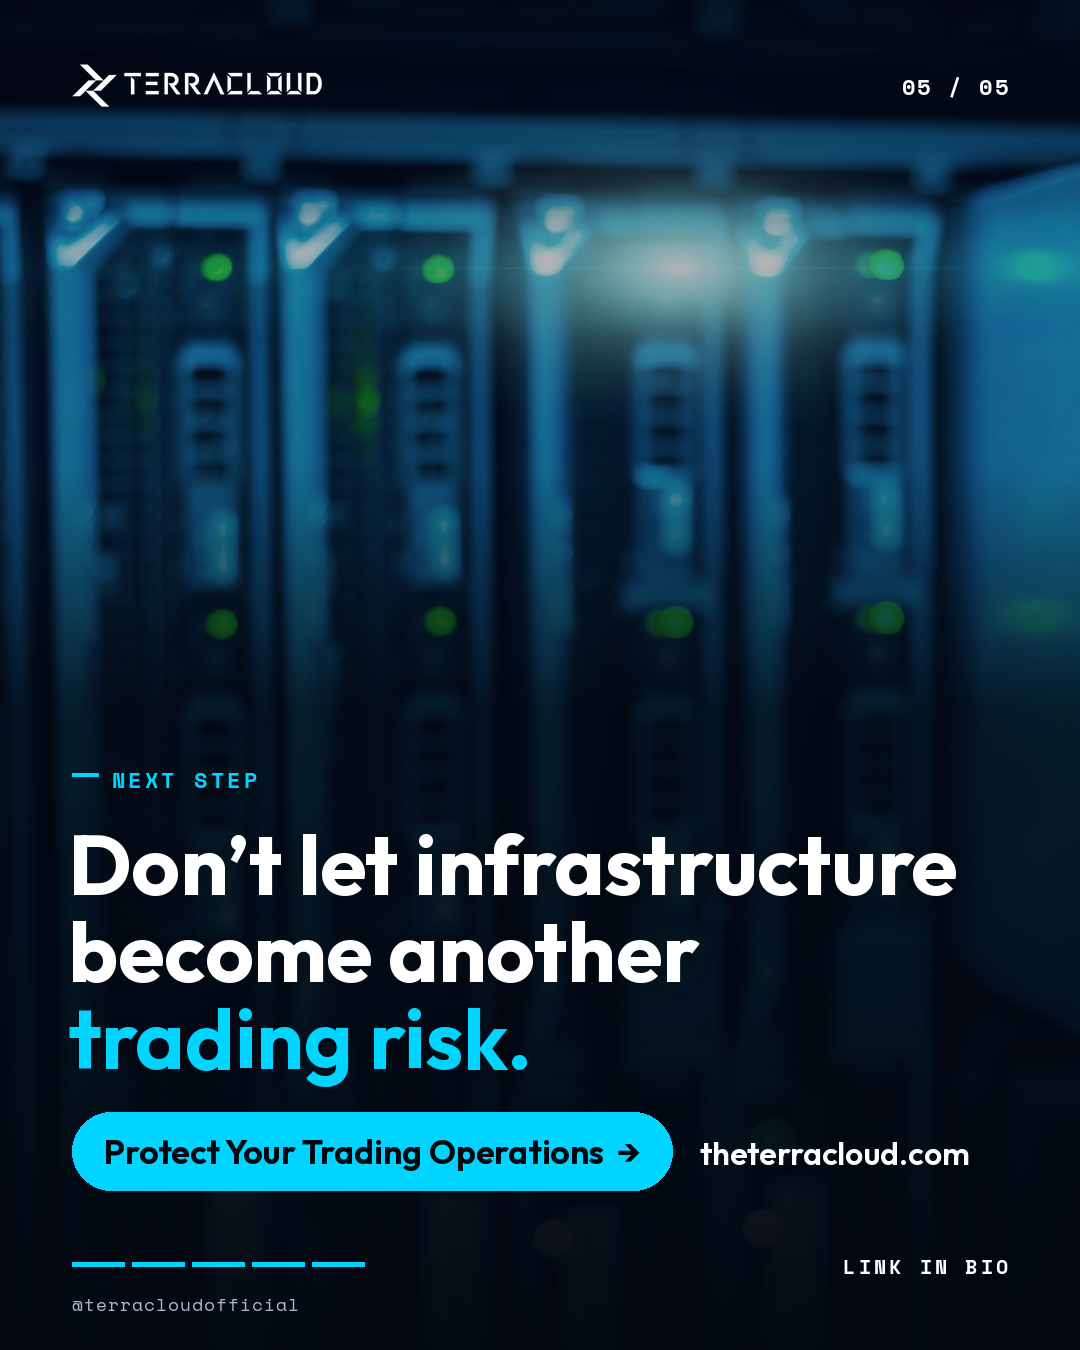 TERRACLOUD
05 / 05
NEXT STEP
Don’t let infrastructure
become another
trading risk.
Protect Your Trading Operations →
theterracloud.com
LINK IN BIO
@terracloudofficial